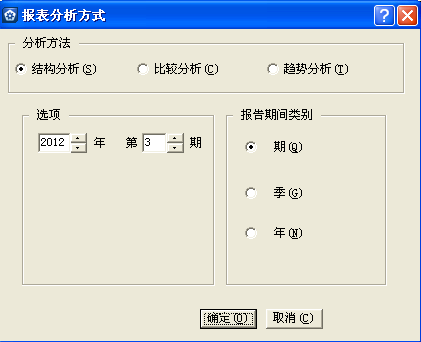 报表分析方式
分析方法
结构分析(S) 比较分析(C) 趋势分析(T)
选项 报告期间类别
2012 年 第 3 期
期(Q)
季(G)
年(N)
确定(O) 取消(C)